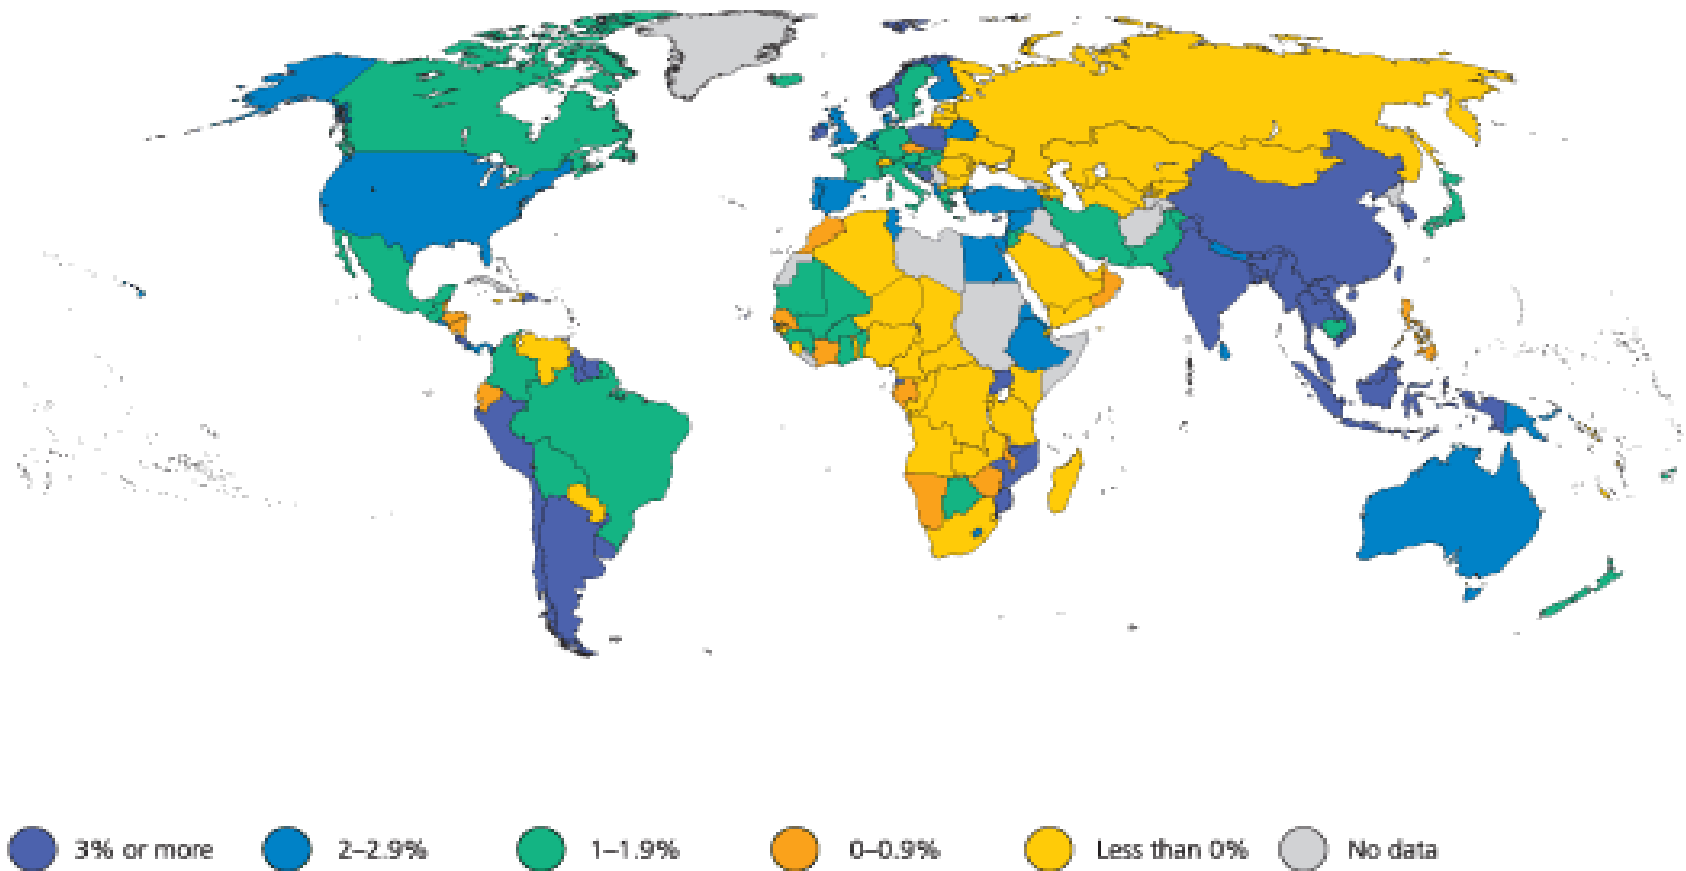 3% or more
2–2.9%
1–1.9%
0–0.9%
Less than 0%
No data